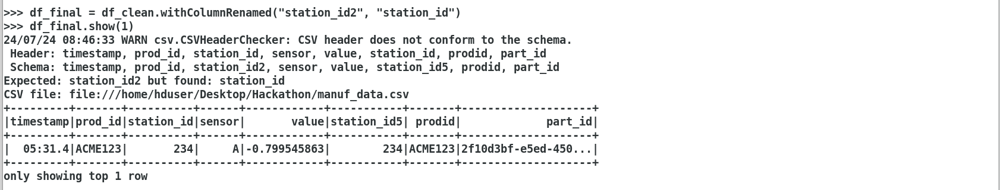 >>> df_final = df_clean.withColumnRenamed("station_id2", "station_id")
>>> df_final.show(1)
24/07/24 08:46:33 WARN csv.CSVHeaderChecker: CSV header does not conform to the schema.
 Header: timestamp, prod_id, station_id, sensor, value, station_id, prodid, part_id
 Schema: timestamp, prod_id, station_id2, sensor, value, station_id5, prodid, part_id
Expected: station_id2 but found: station_id
CSV file: file:///home/hduser/Desktop/Hackathon/manuf_data.csv
+---------+-------+----------+------+------------+-----------+-------+--------------------+
|timestamp|prod_id|station_id|sensor|       value|station_id5| prodid|             part_id|
+---------+-------+----------+------+------------+-----------+-------+--------------------+
|  05:31.4|ACME123|       234|     A|-0.799545863|        234|ACME123|2f10d3bf-e5ed-450...|
+---------+-------+----------+------+------------+-----------+-------+--------------------+
only showing top 1 row